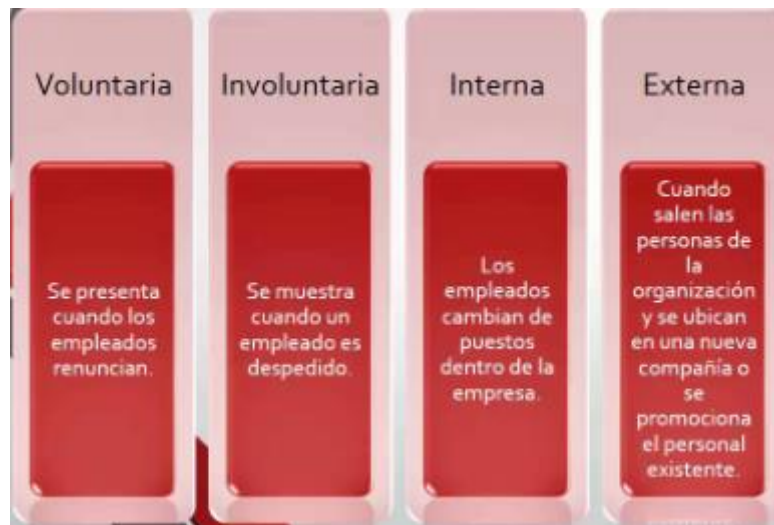 Voluntaria
Se presenta
cuando los
empleados
renuncian.
Involuntaria
Se muestra
cuando un
empleado es
despedido.
Interna
Los
empleados
cambian de
puestos
dentro de la
empresa.
Externa
Cuando
salen las
personas de
la
organización
y se ubican
en una nueva
compañía o
se
promociona
el personal
existente.